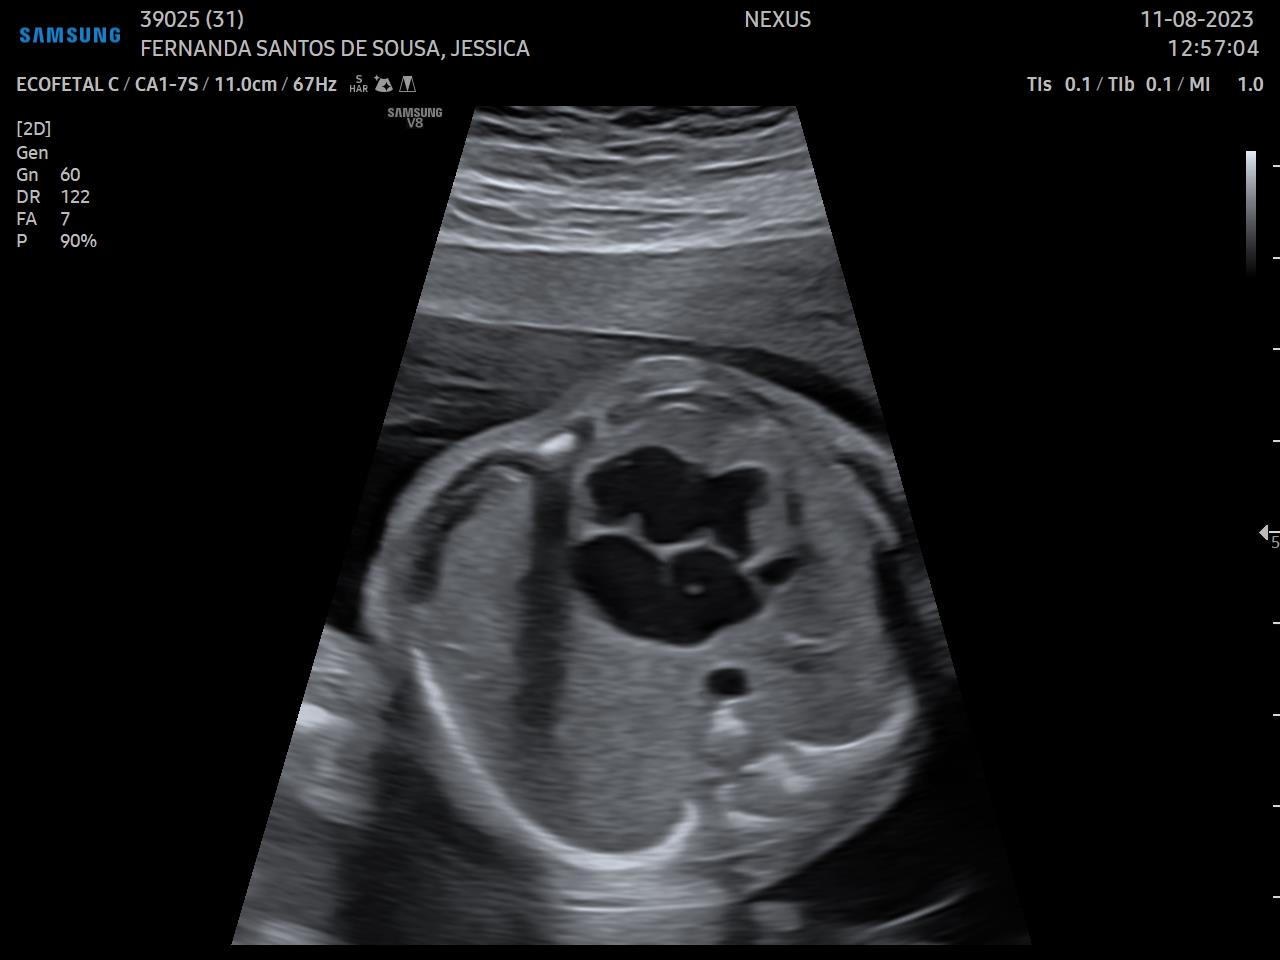 SAMSUNG
39025 (31)
NEXUS
11-08-2023
FERNANDA SANTOS DE SOUSA, JESSICA
12:57:04
ECOFETAL C / CA1-7S / 11.0cm / 67Hz
S
HAR
TIs 0.1 / TIb 0.1 / MI 1.0
SAMSUNG
V8
[2D]
Gen
Gn 60
DR 122
FA 7
P 90%
5